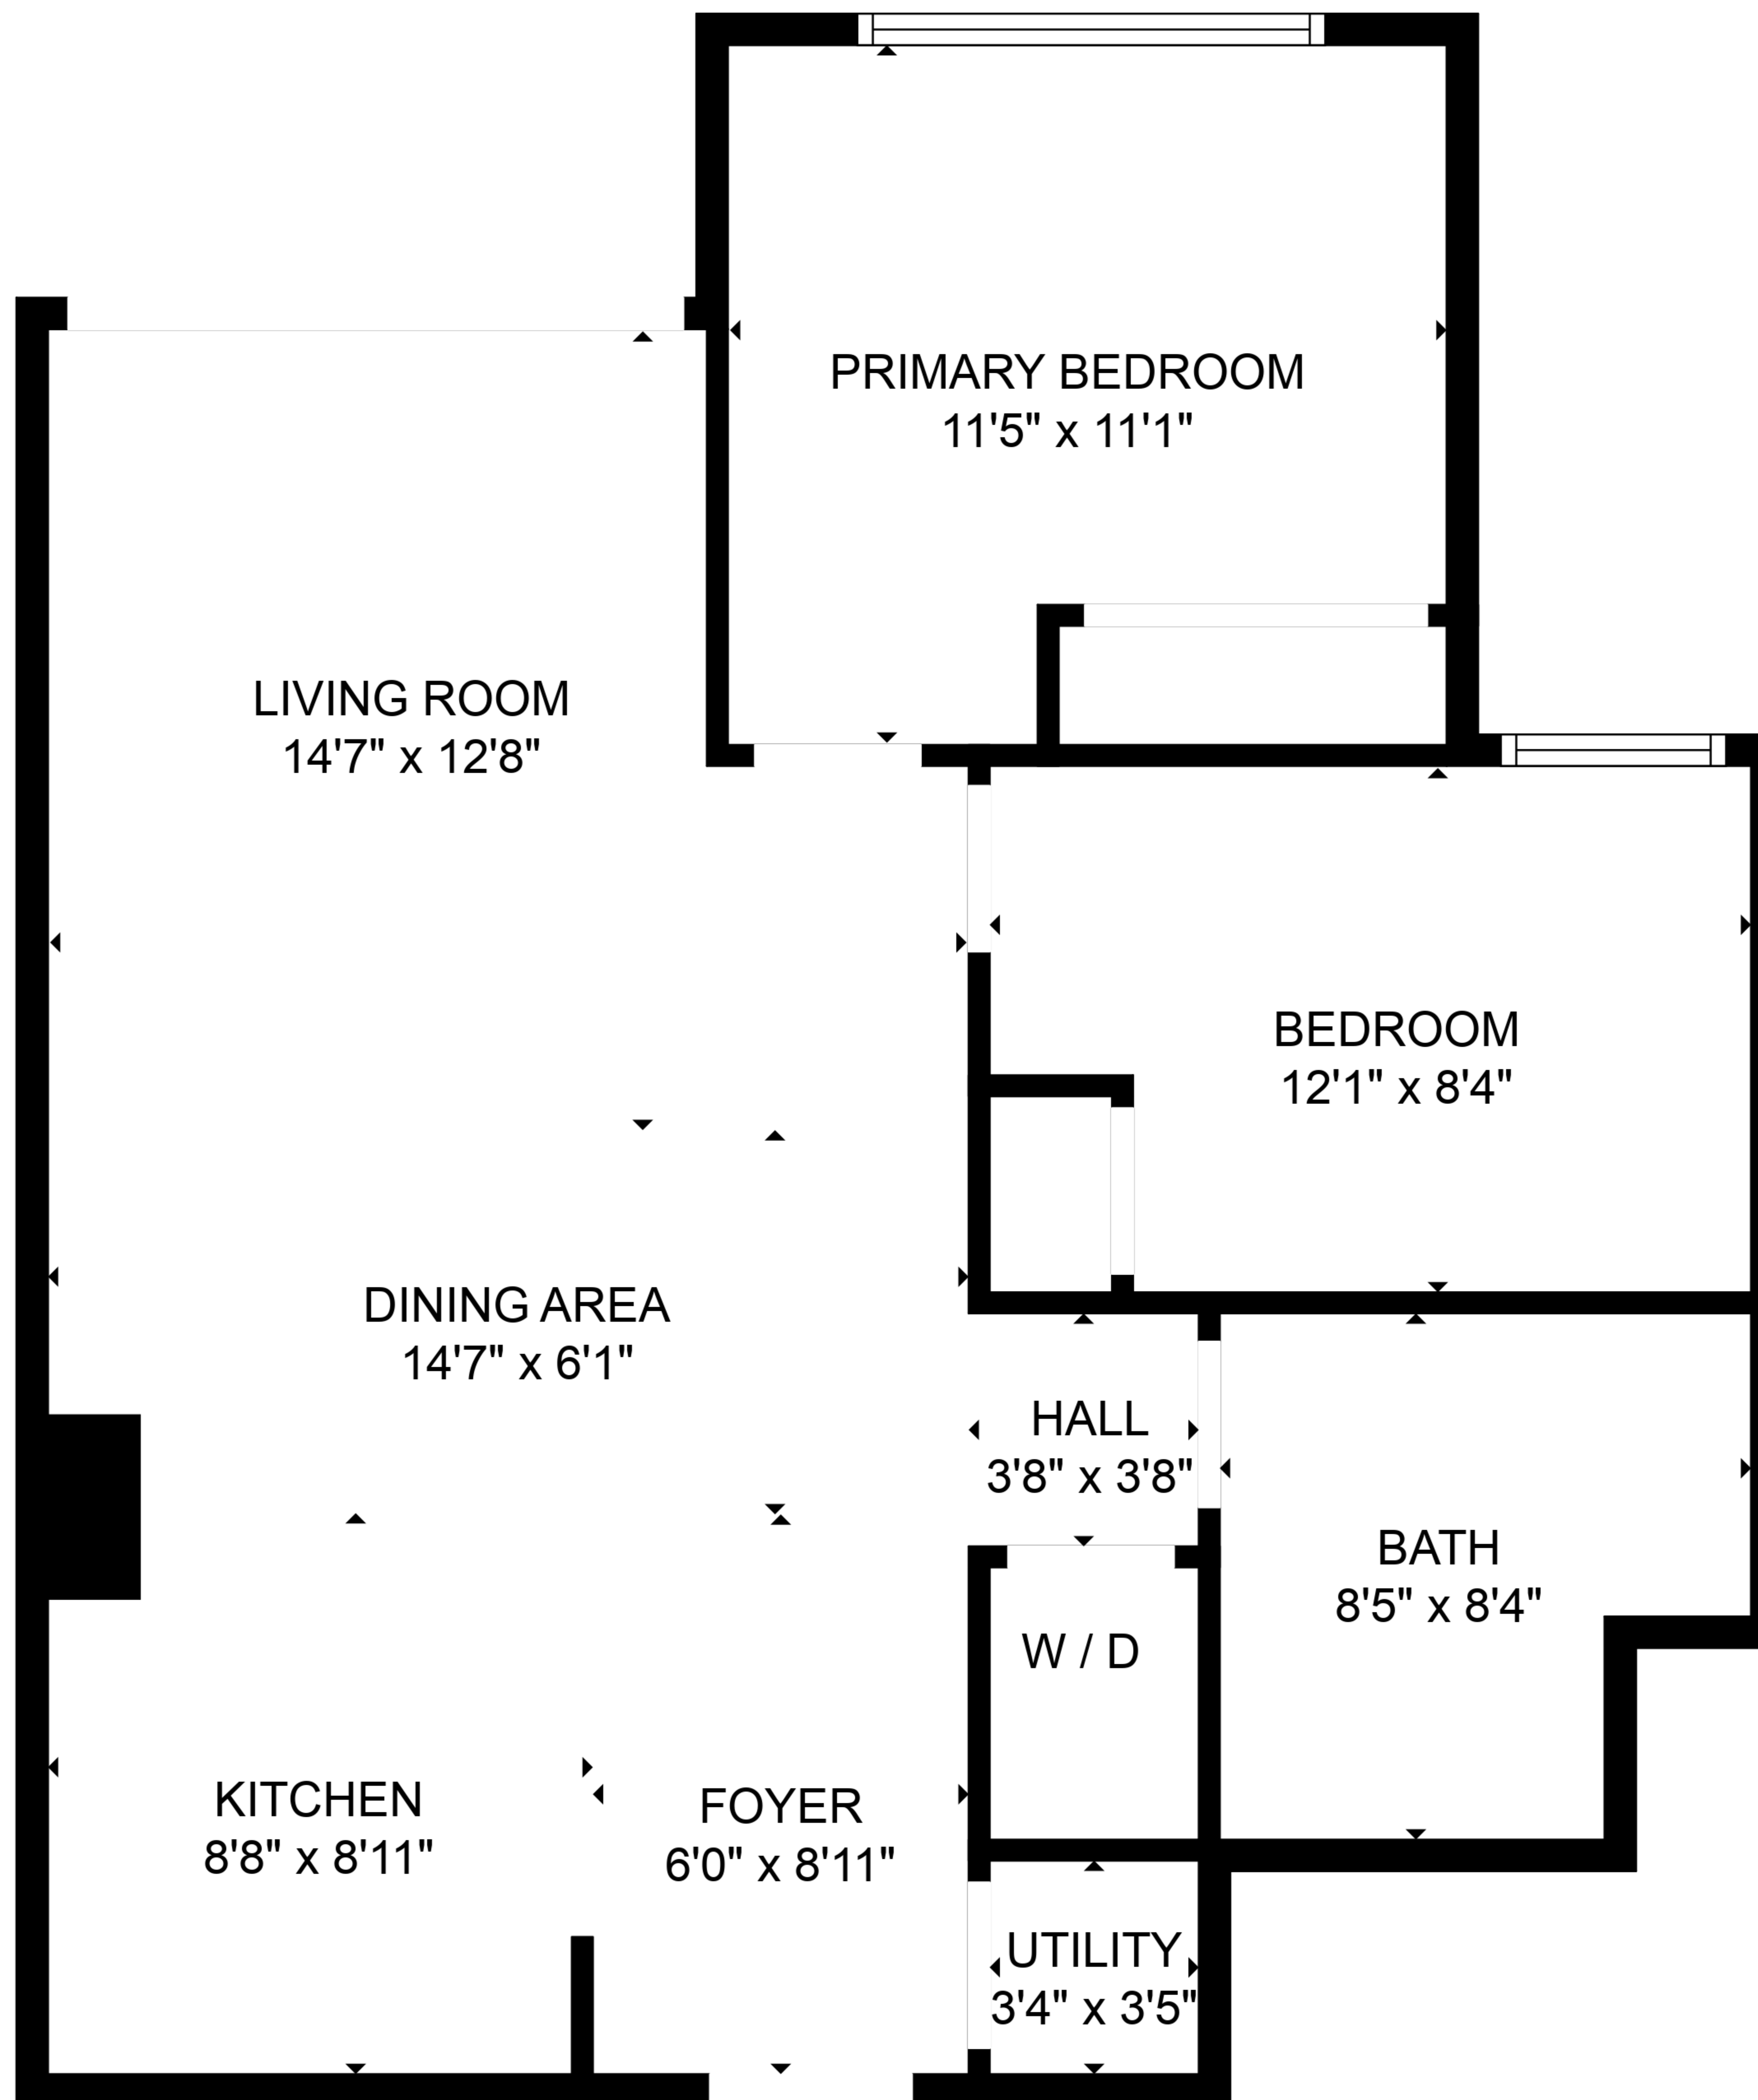 PRIMARY BEDROOM
11'5" x 11'1"
LIVING ROOM
14'7" x 12'8"
BEDROOM
12'1" x 8'4"
DINING AREA
14'7" x 6'1"
HALL
3'8" x 3'8"
BATH
8'5" x 8'4"
W / D
KITCHEN
8'8" x 8'11"
FOYER
6'0" x 8'11"
UTILITY
3'4" x 3'5"